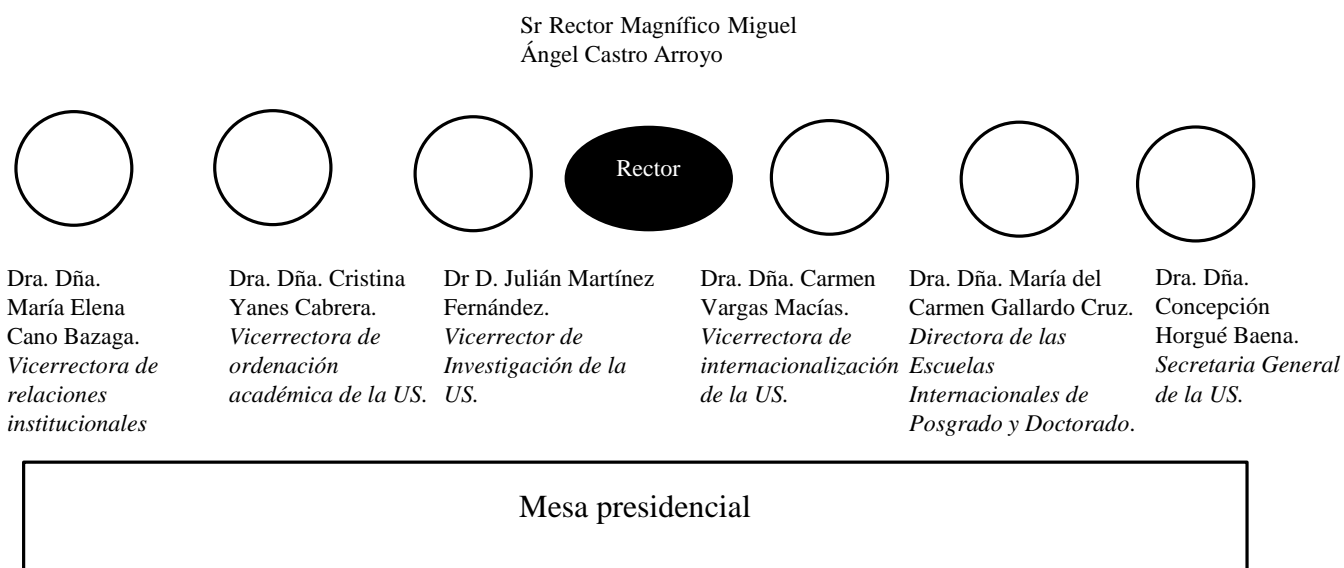 Sr Rector Magnífico Miguel
Ángel Castro Arroyo
Rector
Dra. Dña.
María Elena
Cano Bazaga.
Vicerrectora de
relaciones
institucionales
Dra. Dña. Cristina
Yanes Cabrera.
Vicerrectora de
ordenación
académica de la US.
Dr D. Julián Martínez
Fernández.
Vicerrector de
Investigación de la
US.
Dra. Dña. Carmen
Vargas Macías.
Vicerrectora de
internacionalización
de la US.
Dra. Dña. María del
Carmen Gallardo Cruz.
Directora de las
Escuelas
Internacionales de
Posgrado y Doctorado.
Dra. Dña.
Concepción
Horgué Baena.
Secretaria General
de la US.
Mesa presidencial